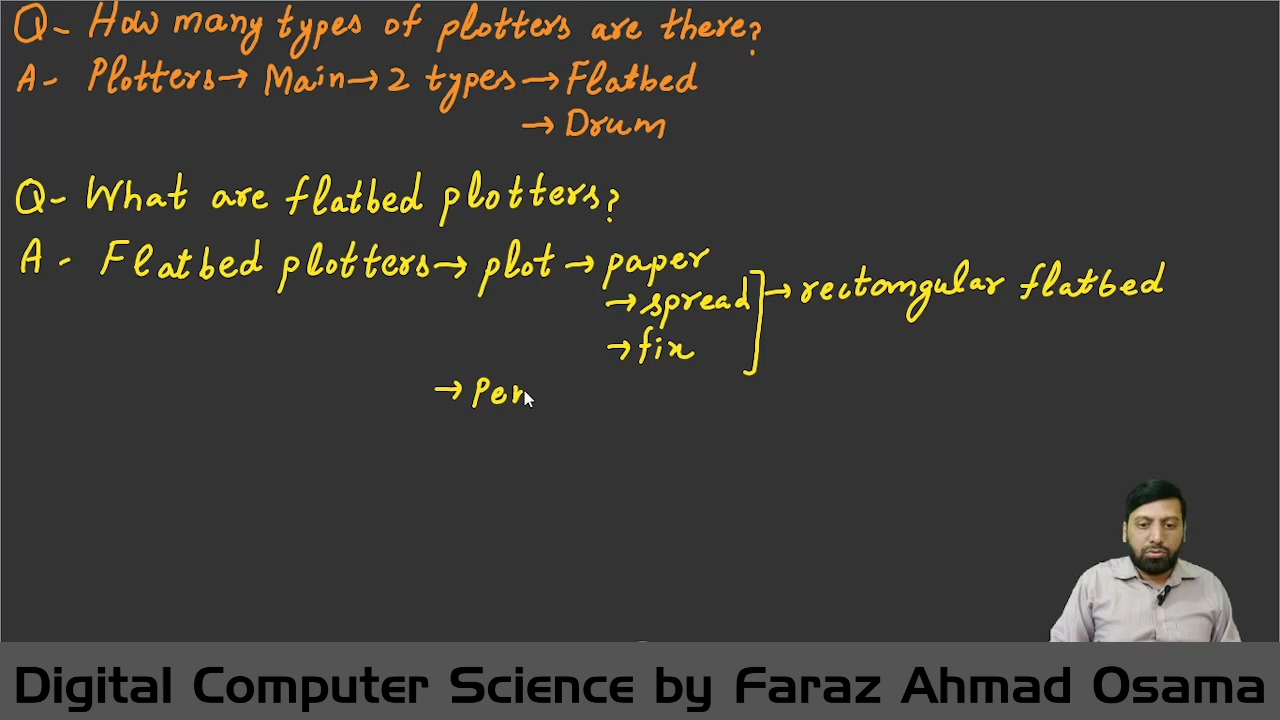 Q- How many types of plotters are there?
A- Plotters→ Main→ 2 types→ Flatbed
→ Drum
Q- What are flatbed plotters?
A- Flatbed plotters→ plot→ paper
→ spread → rectangular flatbed
→ fix
→ Pen
Digital Computer Science by Faraz Ahmad Osama